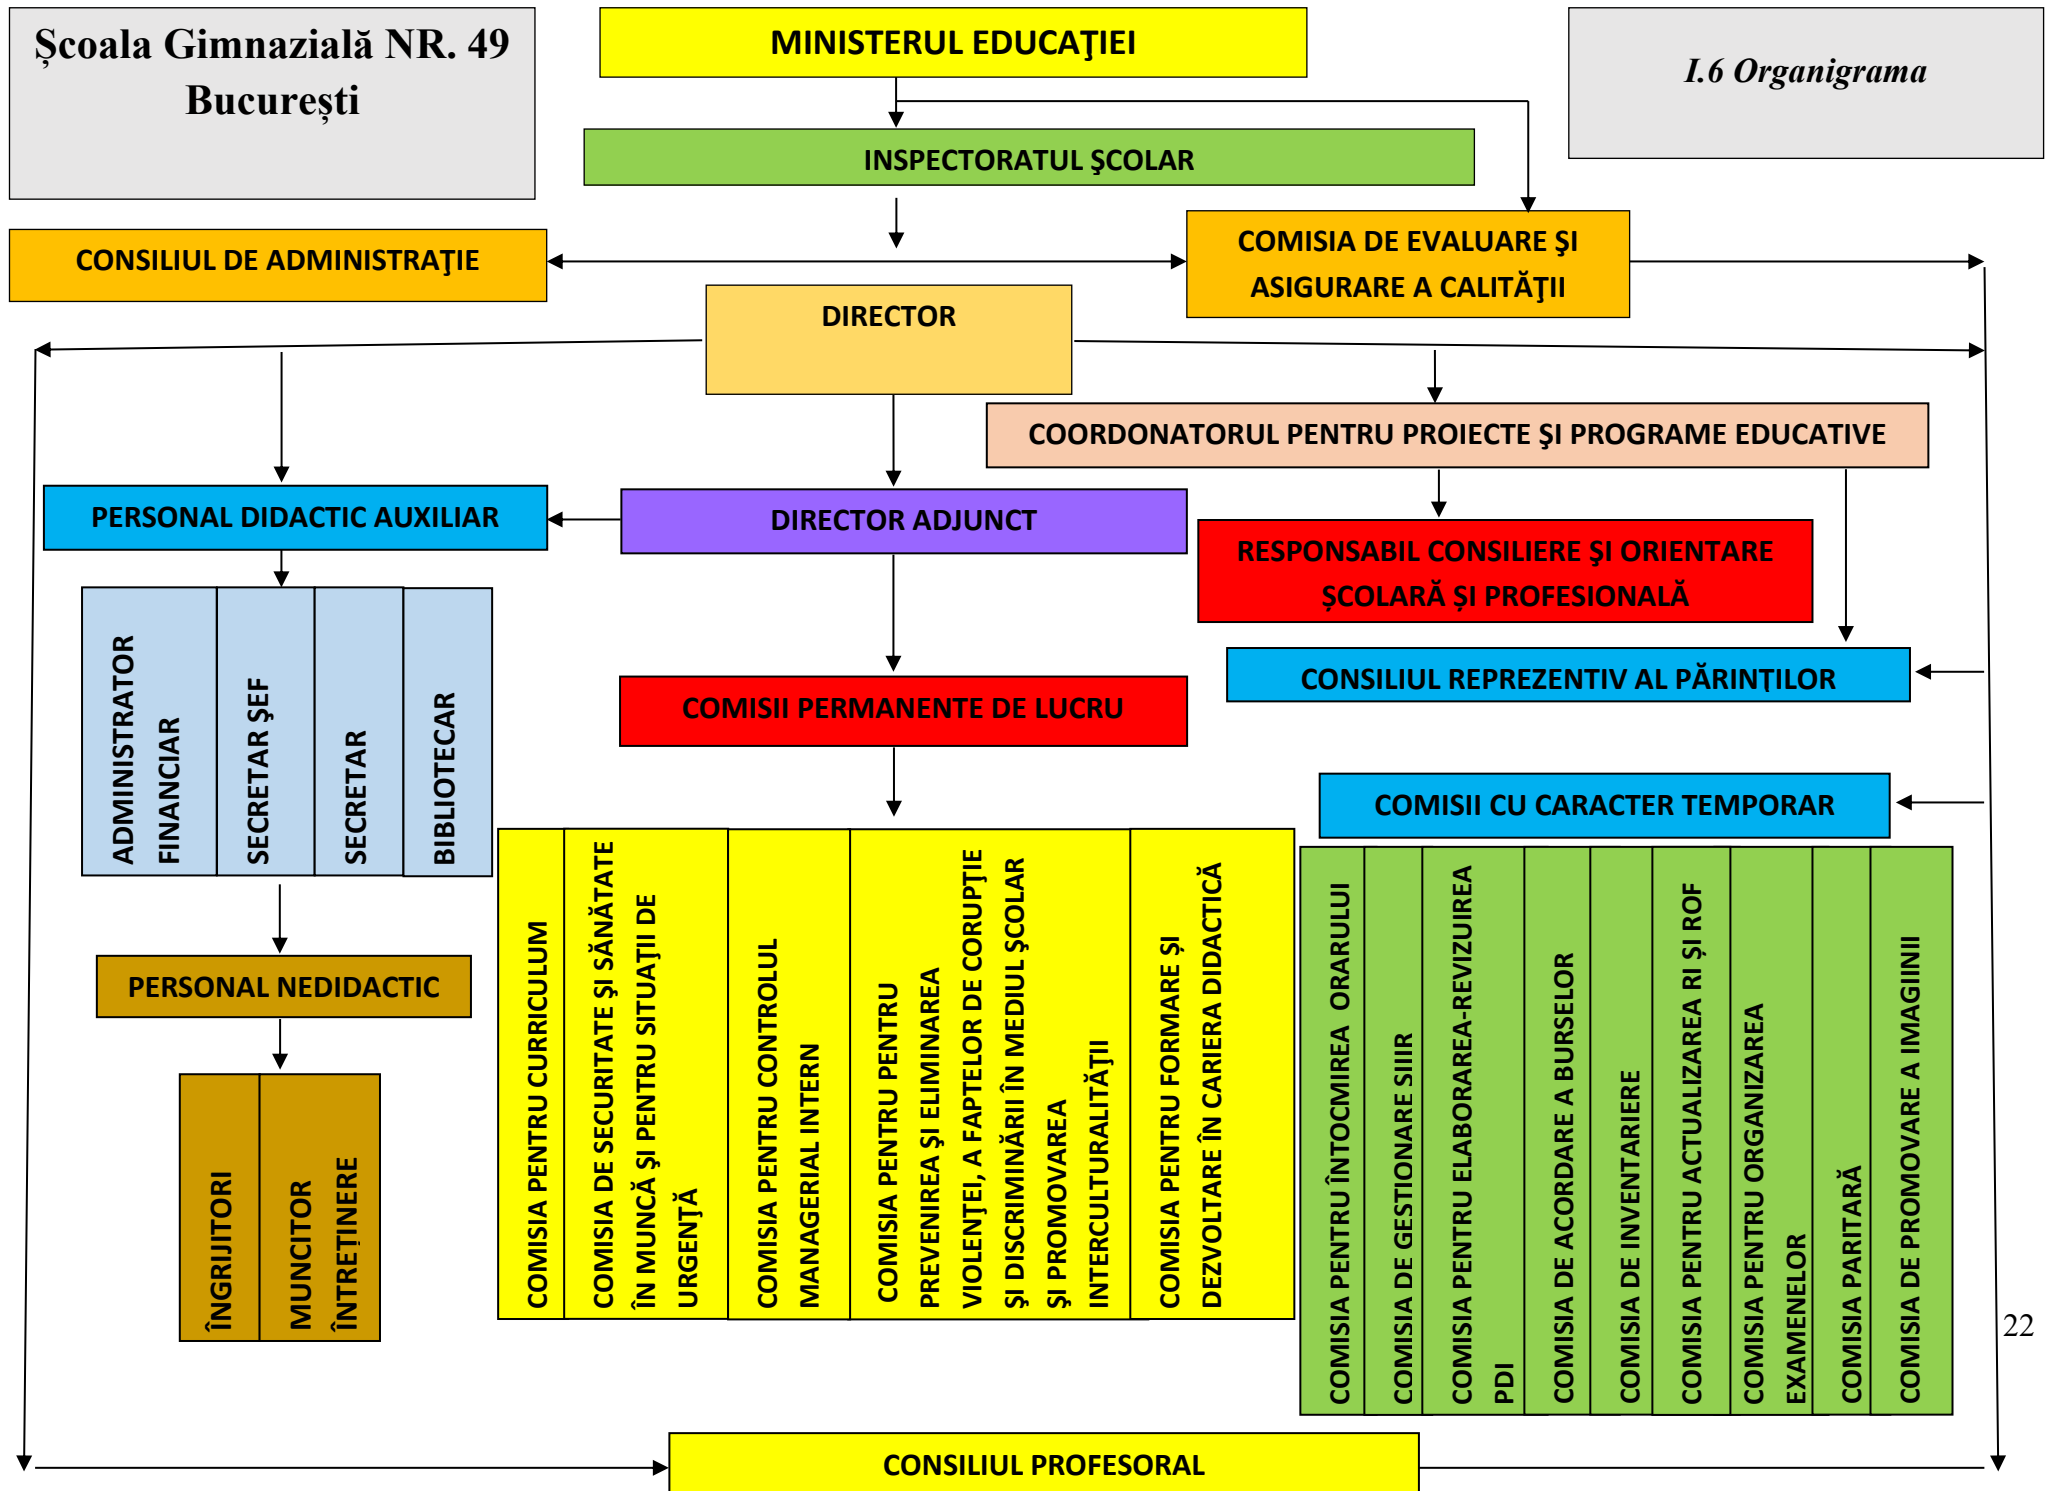 Școala Gimnazială NR. 49
București
MINISTERUL EDUCAŢIEI
I.6 Organigrama
INSPECTORATUL ŞCOLAR
CONSILIUL DE ADMINISTRAŢIE
COMISIA DE EVALUARE ŞI
ASIGURARE A CALITĂŢII
DIRECTOR
COORDONATORUL PENTRU PROIECTE ŞI PROGRAME EDUCATIVE
PERSONAL DIDACTIC AUXILIAR
DIRECTOR ADJUNCT
RESPONSABIL CONSILIERE ŞI ORIENTARE
ȘCOLARĂ ȘI PROFESIONALĂ
ADMINISTRATOR
FINANCIAR
SECRETAR ŞEF
SECRETAR
BIBLIOTECAR
CONSILIUL REPREZENTIV AL PĂRINŢILOR
COMISII PERMANENTE DE LUCRU
COMISII CU CARACTER TEMPORAR
PERSONAL NEDIDACTIC
ÎNGRIJITORI
MUNCITOR
ÎNTREȚINERE
COMISIA PENTRU CURRICULUM
COMISIA DE SECURITATE ŞI SĂNĂTATE
ÎN MUNCĂ ŞI PENTRU SITUAŢII DE
URGENŢĂ
COMISIA PENTRU CONTROLUL
MANAGERIAL INTERN
COMISIA PENTRU PENTRU
PREVENIREA ŞI ELIMINAREA
VIOLENŢEI, A FAPTELOR DE CORUPŢIE
ŞI DISCRIMINĂRII ÎN MEDIUL ŞCOLAR
ŞI PROMOVAREA
INTERCULTURALITĂŢII
COMISIA PENTRU FORMARE ȘI
DEZVOLTARE ÎN CARIERA DIDACTICĂ
COMISIA PENTRU ÎNTOCMIREA ORARULUI
COMISIA DE GESTIONARE SIIIR
COMISIA PENTRU ELABORAREA-REVIZUIREA
PDI
COMISIA DE ACORDARE A BURSELOR
COMISIA DE INVENTARIERE
COMISIA PENTRU ACTUALIZAREA RI ȘI ROF
COMISIA PENTRU ORGANIZAREA
EXAMENELOR
COMISIA PARITARĂ
COMISIA DE PROMOVARE A IMAGINII
22
CONSILIUL PROFESORAL